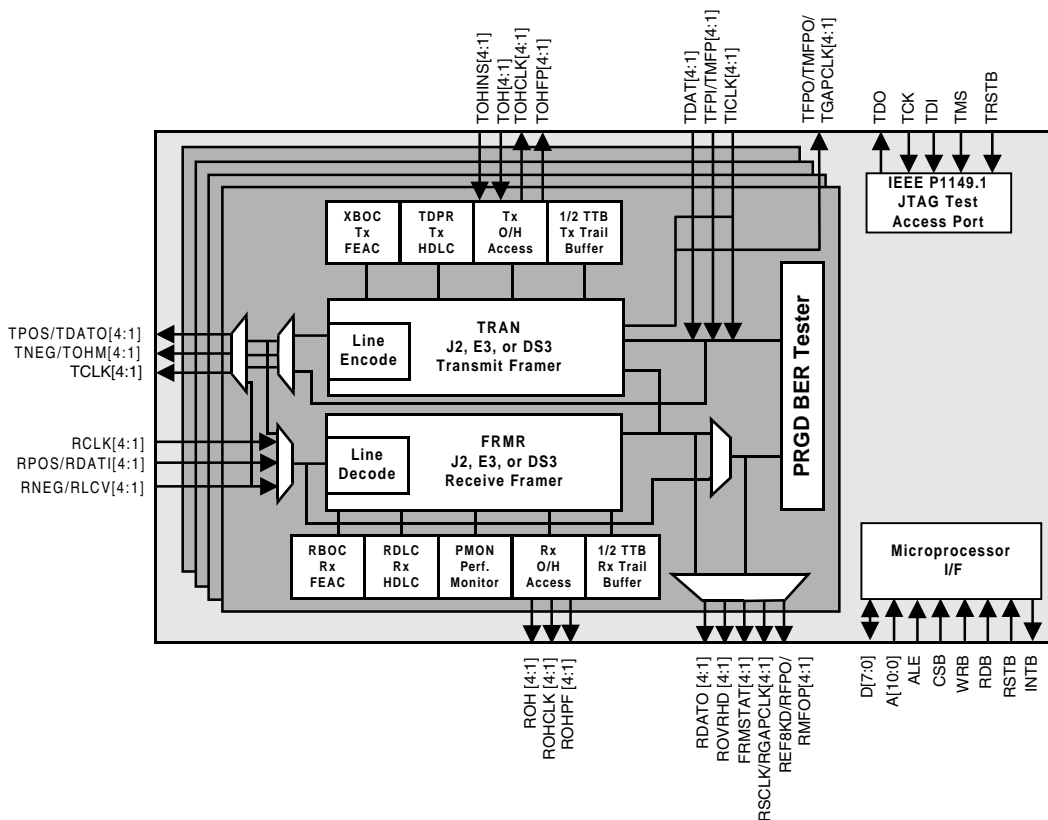 TOHINS[4:1]
TOH[4:1]
TOHCLK[4:1]
TOHFP[4:1]
TDAT[4:1]
TFPI/TMFP[4:1]
TICLK[4:1]
TFPO/TMFPO/
TGAPCLK[4:1]
TDO
TCK
TDI
TMS
TRSTB
IEEE P1149.1
JTAG Test
Access Port
XBOC
Tx
FEAC
TDPR
Tx
HDLC
Tx
O/H
Access
1/2 TTB
Tx Trail
Buffer
TPOS/TDATO[4:1]
TNEG/TOHM[4:1]
TCLK[4:1]
Line
Encode
TRAN
J2, E3, or DS3
Transmit Framer
PRGD BER Tester
RCLK[4:1]
RPOS/RDATI[4:1]
RNEG/RLCV[4:1]
Line
Decode
FRMR
J2, E3, or DS3
Receive Framer
RBOC
Rx
FEAC
RDLC
Rx
HDLC
PMON
Perf.
Monitor
Rx
O/H
Access
1/2 TTB
Rx Trail
Buffer
Microprocessor
I/F
ROH [4:1]
ROHCLK [4:1]
ROHPF [4:1]
RDATO [4:1]
ROVRHD [4:1]
FRMSTAT[4:1]
RSCLK/RGAPCLK[4:1]
REF8KD/RFPO/
RMFOP[4:1]
D[7:0]
A[10:0]
ALE
CSB
WRB
RDB
RSTB
INTB